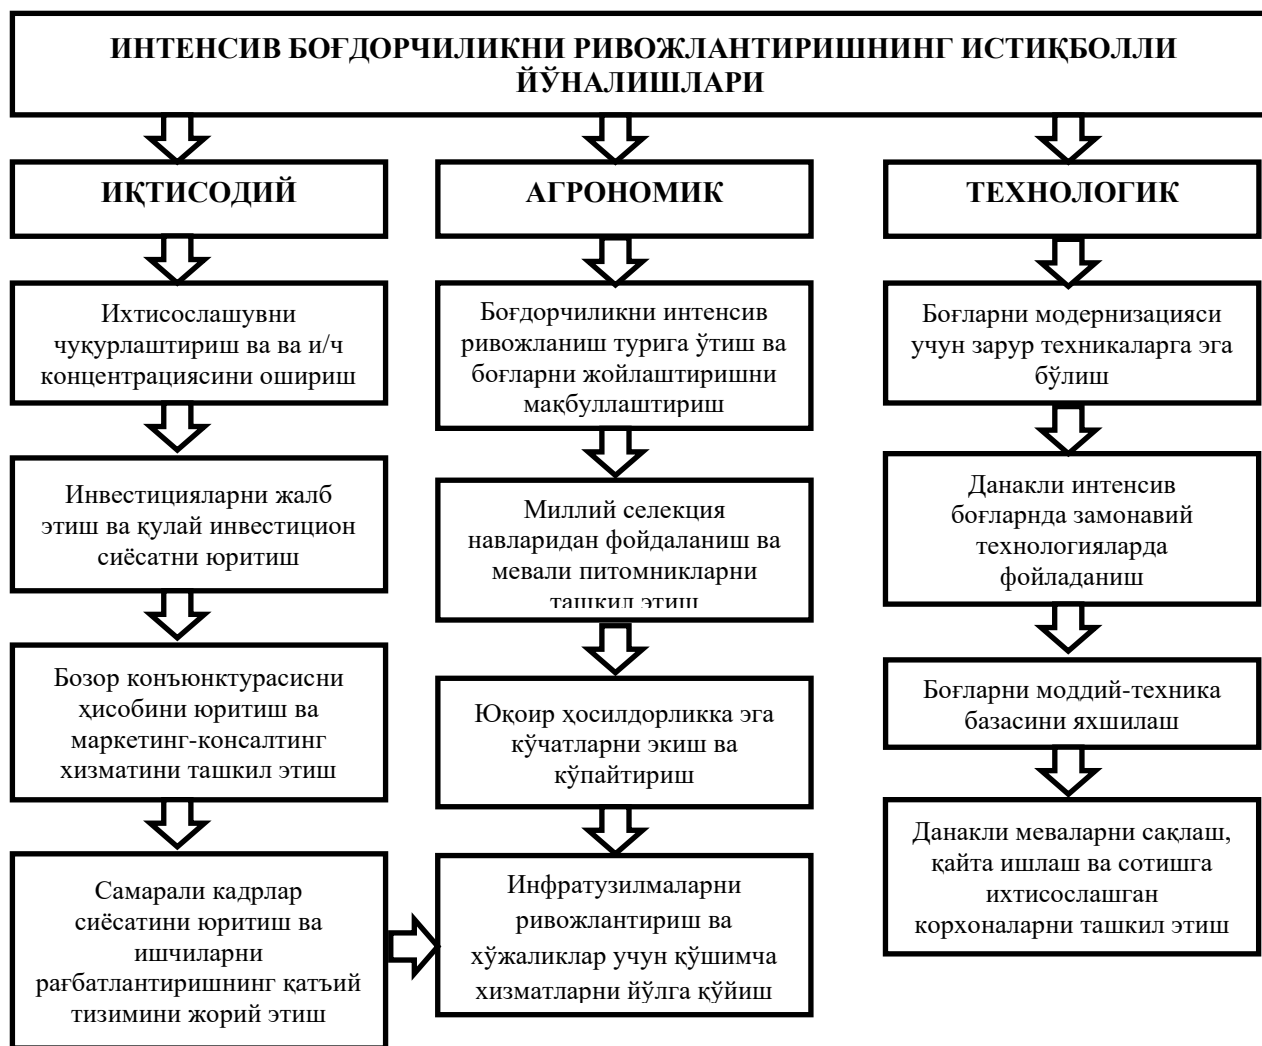 ИНТЕНСИВ БОҒДОРЧИЛИКНИ РИВОЖЛАНТИРИШНИНГ ИСТИҚБОЛЛИ
ЙЎНАЛИШЛАРИ
ИҚТИСОДИЙ
Ихтисослашувни
чуқурлаштириш ва ва и/ч
концентрациясини ошириш
Инвестицияларни жалб
этиш ва қулай инвестицион
сиёсатни юритиш
Бозор конъюнктурасисни
ҳисобини юритиш ва
маркетинг-консалтинг
хизматини ташкил этиш
Самарали кадрлар
сиёсатини юритиш ва
ишчиларни
рағбатлантиришнинг қатъий
тизимини жорий этиш
АГРОНОМИК
Боғдорчиликни интенсив
ривожланиш турига ўтиш ва
боғларни жойлаштиришни
мақбуллаштириш
Миллий селекция
навларидан фойдаланиш ва
мевали питомникларни
ташкил этиш
Юқоир ҳосилдорликка эга
кўчатларни экиш ва
кўпайтириш
Инфратузилмаларни
ривожлантириш ва
хўжаликлар учун қўшимча
хизматларни йўлга қўйиш
ТЕХНОЛОГИК
Боғларни модернизацияси
учун зарур техникаларга эга
бўлиш
Данакли интенсив
боғларнда замонавий
технологияларда
фойладаниш
Боғларни моддий-техника
базасини яхшилаш
Данакли меваларни сақлаш,
қайта ишлаш ва сотишга
ихтисослашган
корхоналарни ташкил этиш